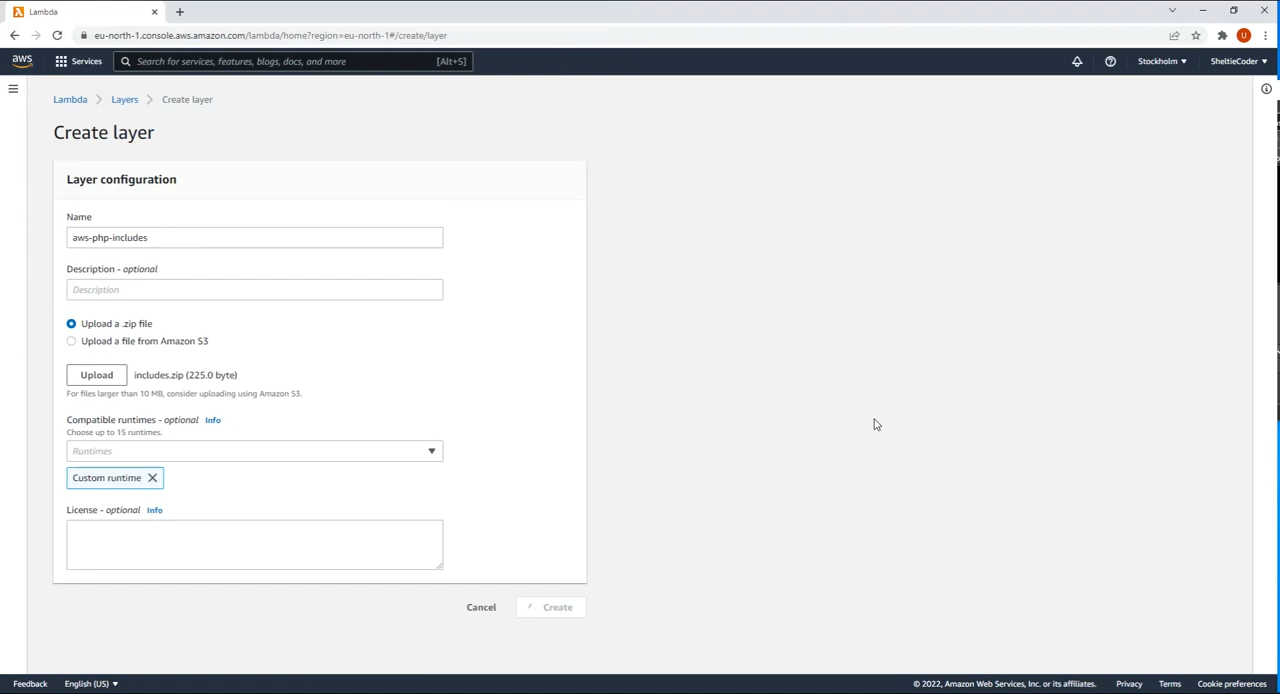 Lambda
eu-north-1.console.aws.amazon.com/lambda/home?region=eu-north-1#/create/layer
U
aws
Services
Search for services, features, blogs, docs, and more
[Alt+S]
Stockholm
SheltieCoder
Lambda > Layers > Create layer
Create layer
Layer configuration
Name
aws-php-includes
Description - optional
Description
Upload a .zip file
Upload a file from Amazon S3
Upload includes.zip (225.0 byte)
For files larger than 10 MB, consider uploading using Amazon S3.
Compatible runtimes - optional Info
Choose up to 15 runtimes.
Runtimes
Custom runtime
License - optional Info
Cancel Create
Feedback English (US) © 2022, Amazon Web Services, Inc. or its affiliates. Privacy Terms Cookie preferences